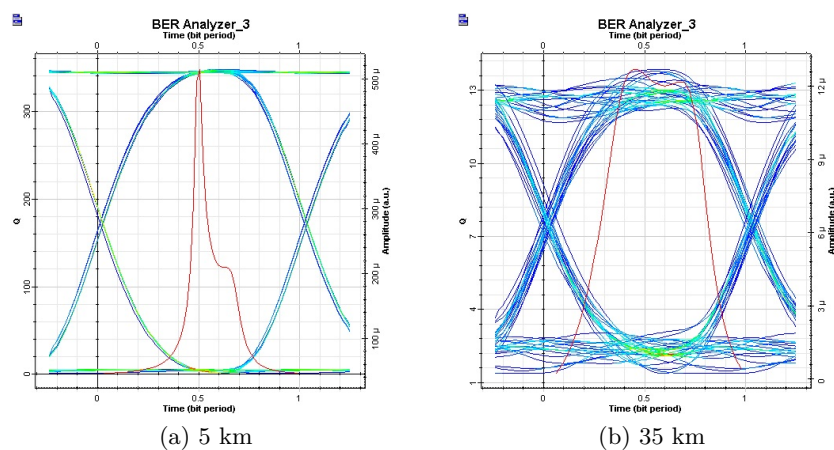 BER Analyzer_3
Time (bit period)
0 0.5 1
Q
0 100 200 300
Amplitude (a.u.)
100 μ 200 μ 300 μ 400 μ 500 μ
0 0.5 1
Time (bit period)
(a) 5 km
BER Analyzer_3
Time (bit period)
0 0.5 1
Q
1 4 7 10 13
Amplitude (a.u.)
0 3 μ 6 μ 9 μ 12 μ
0 0.5 1
Time (bit period)
(b) 35 km